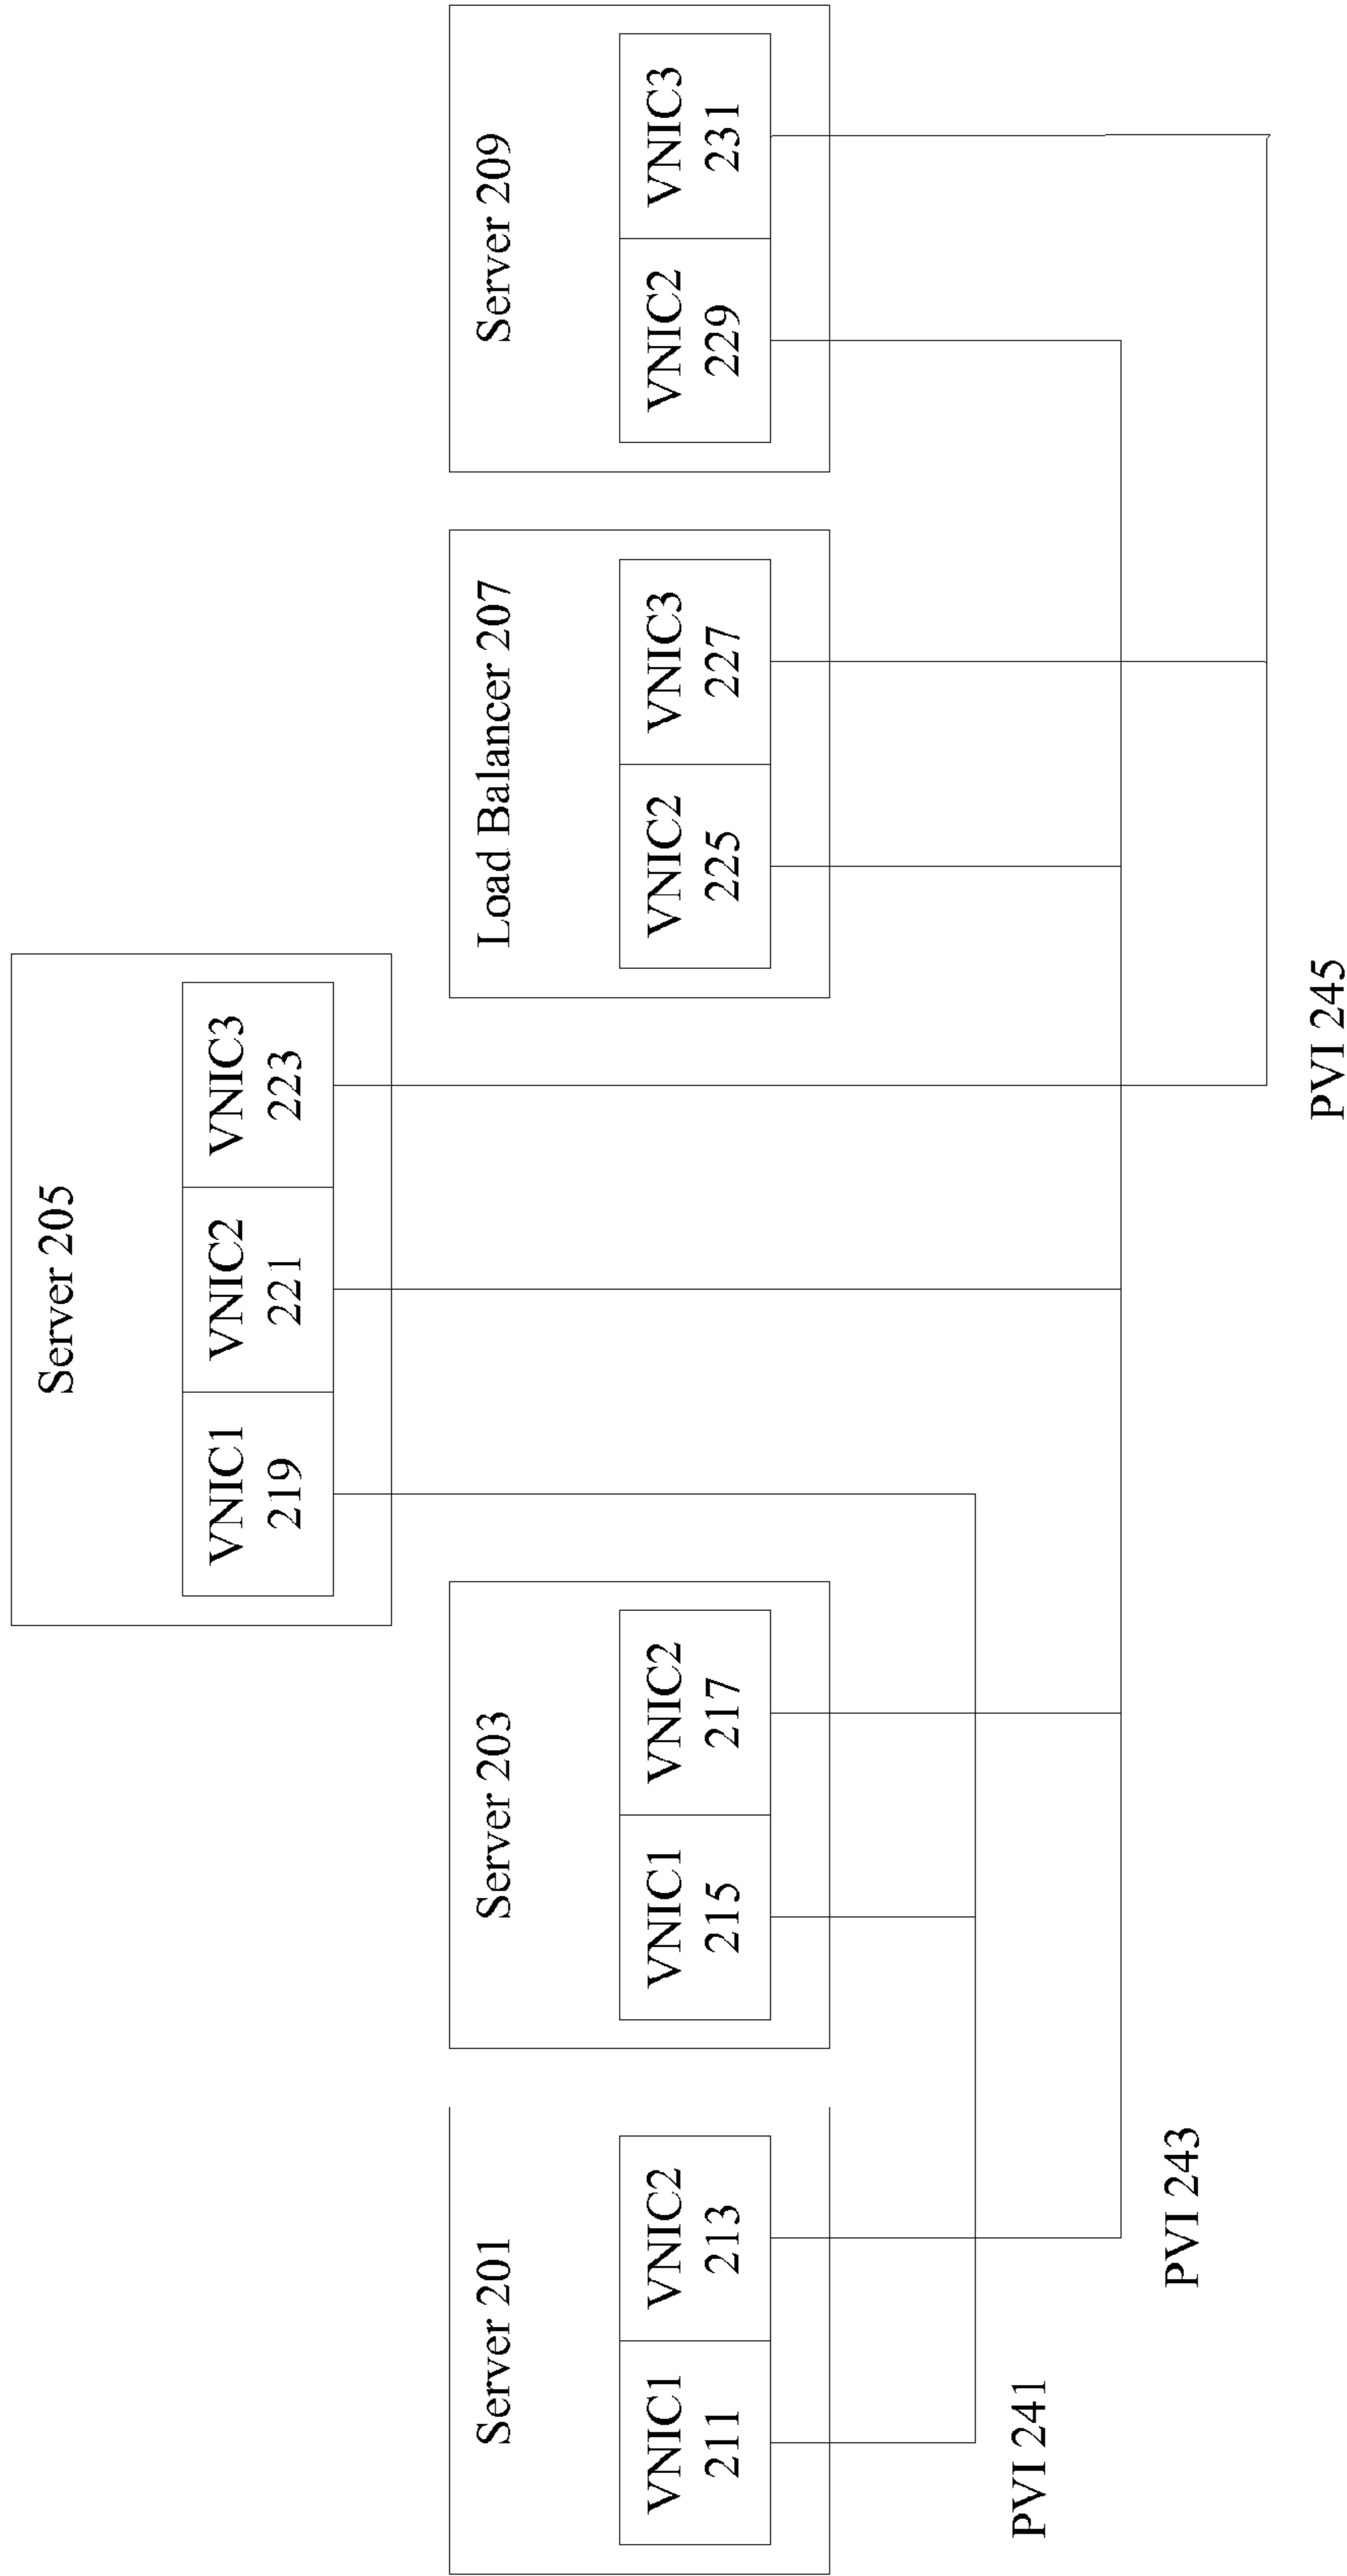 Server 205
VNIC1
219
VNIC2
221
VNIC3
223
Server 201
VNIC1
211
VNIC2
213
Server 203
VNIC1
215
VNIC2
217
Load Balancer 207
VNIC2
225
VNIC3
227
Server 209
VNIC2
229
VNIC3
231
PVI 241
PVI 243
PVI 245